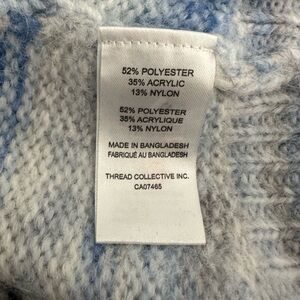 52% POLYESTER
35% ACRYLIC
13% NYLON
52% POLYESTER
35% ACRYLIQUE
13% NYLON
MADE IN BANGLADESH
FABRIQUÉ AU BANGLADESH
THREAD COLLECTIVE INC.
CA07465